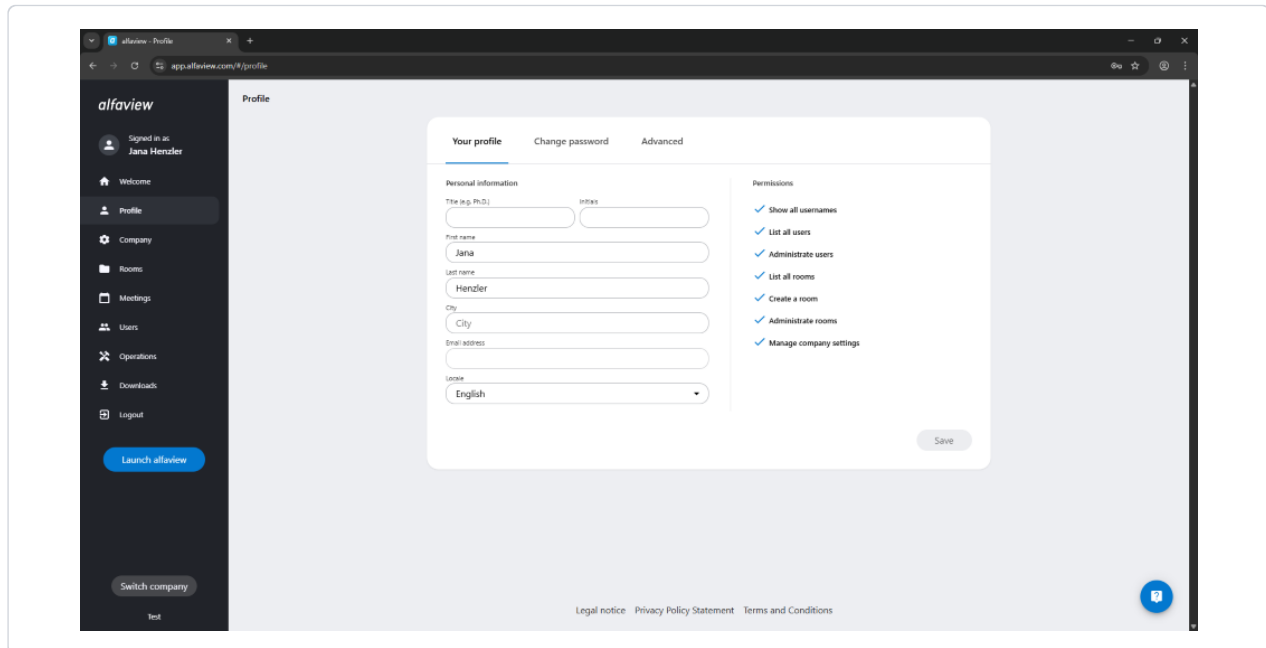 alfaview - Profile
app.alfaview.com/#/profile
alfaview
Signed in as
Jana Henzler
Welcome
Profile
Company
Rooms
Meetings
Users
Operations
Downloads
Logout
Launch alfaview
Switch company
Test
Profile
Your profile Change password Advanced
Personal information
Title (e.g. Ph.D.) Initials
First name
Jana
Last name
Henzler
City
City
Email address
Locale
English
Permissions
Show all usernames
List all users
Administrate users
List all rooms
Create a room
Administrate rooms
Manage company settings
Save
Legal notice Privacy Policy Statement Terms and Conditions